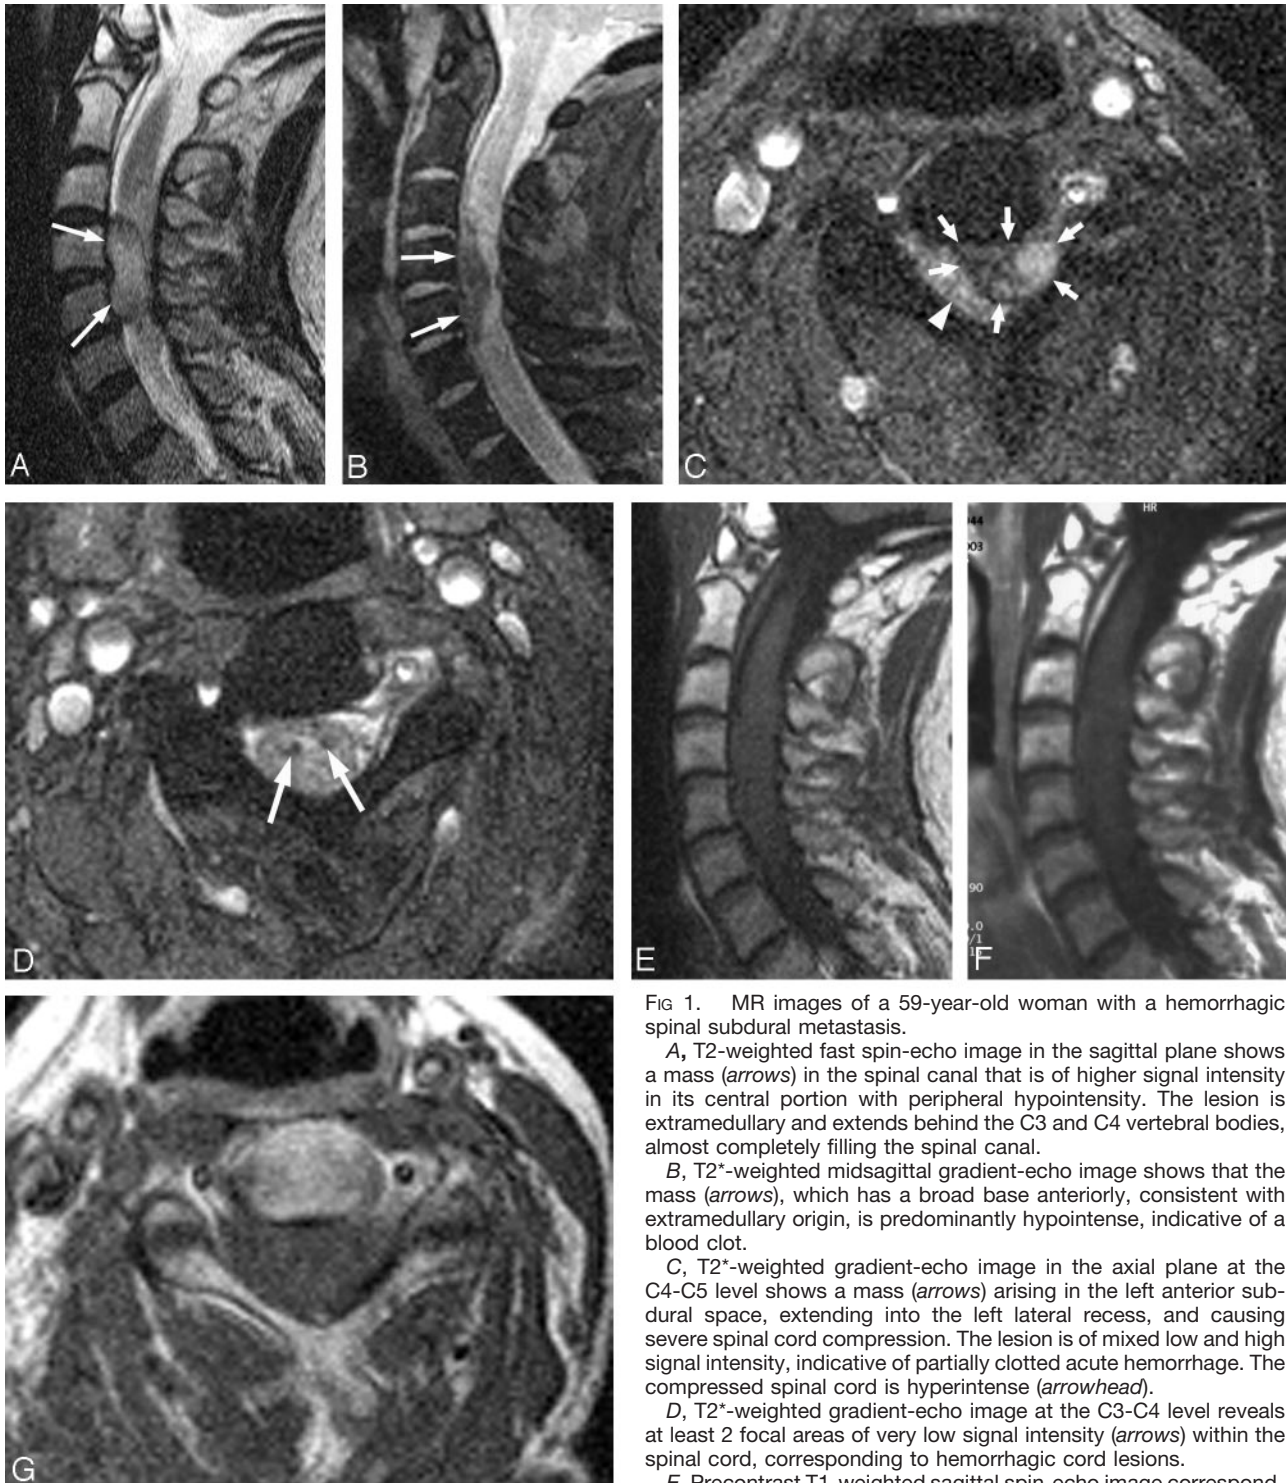 A
B
C
HR
44
003
D
E
90
.0
/1
F
G
FIG 1. MR images of a 59-year-old woman with a hemorrhagic
spinal subdural metastasis.
A, T2-weighted fast spin-echo image in the sagittal plane shows
a mass (arrows) in the spinal canal that is of higher signal intensity
in its central portion with peripheral hypointensity. The lesion is
extramedullary and extends behind the C3 and C4 vertebral bodies,
almost completely filling the spinal canal.
B, T2*-weighted midsagittal gradient-echo image shows that the
mass (arrows), which has a broad base anteriorly, consistent with
extramedullary origin, is predominantly hypointense, indicative of a
blood clot.
C, T2*-weighted gradient-echo image in the axial plane at the
C4-C5 level shows a mass (arrows) arising in the left anterior sub-
dural space, extending into the left lateral recess, and causing
severe spinal cord compression. The lesion is of mixed low and high
signal intensity, indicative of partially clotted acute hemorrhage. The
compressed spinal cord is hyperintense (arrowhead).
D, T2*-weighted gradient-echo image at the C3-C4 level reveals
at least 2 focal areas of very low signal intensity (arrows) within the
spinal cord, corresponding to hemorrhagic cord lesions.
E, Precontrast T1-weighted sagittal spin-echo image correspond-